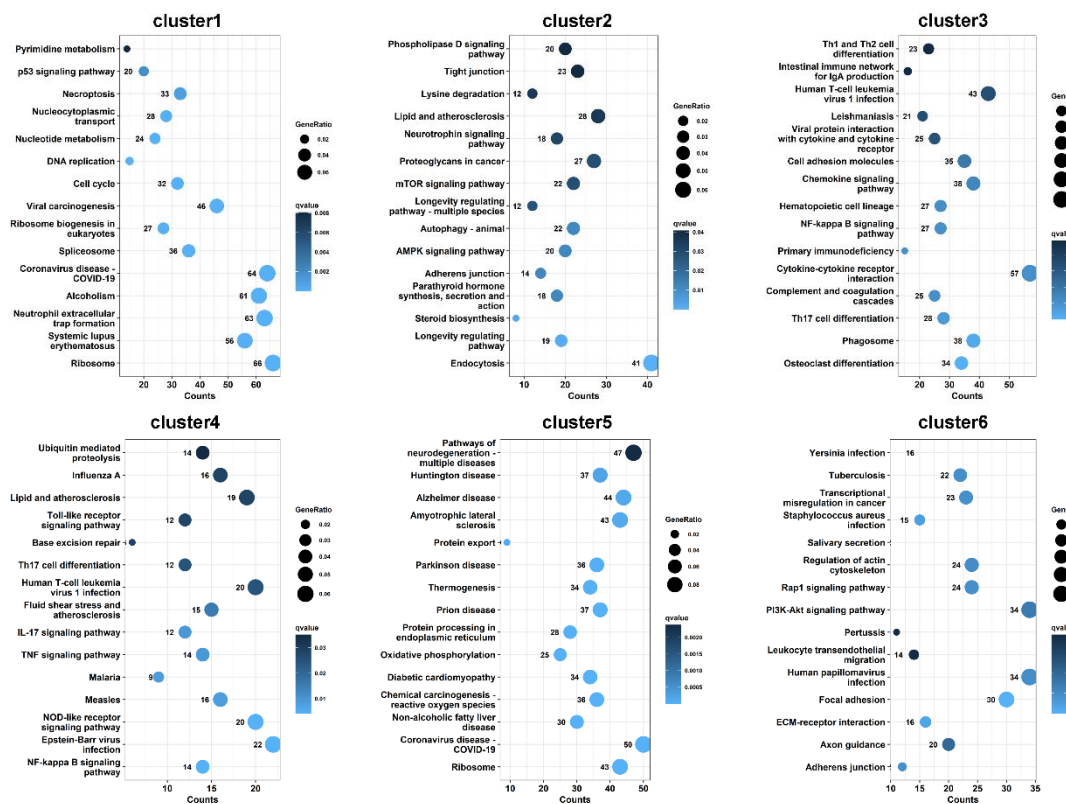 cluster1
Pyrimidine metabolism
p53 signaling pathway
20
Necroptosis
33
Nucleocytoplasmic
transport
28
Nucleotide metabolism
24
DNA replication
Cell cycle
32
Viral carcinogenesis
46
Ribosome biogenesis in
eukaryotes
27
Spliceosome
36
Coronavirus disease -
COVID-19
64
Alcoholism
61
Neutrophil extracellular
trap formation
63
Systemic lupus
erythematosus
56
Ribosome
66
20 30 40 50 60
Counts
GeneRatio
0.02
0.04
0.06
qvalue
0.008
0.006
0.004
0.002
cluster2
Phospholipase D signaling
pathway
20
Tight junction
23
Lysine degradation
12
Lipid and atherosclerosis
28
Neurotrophin signaling
pathway
18
Proteoglycans in cancer
27
mTOR signaling pathway
22
Longevity regulating
pathway - multiple species
12
Autophagy - animal
22
AMPK signaling pathway
20
Adherens junction
14
Parathyroid hormone
synthesis, secretion and
action
18
Steroid biosynthesis
Longevity regulating
pathway
19
Endocytosis
41
10 20 30 40
Counts
GeneRatio
0.02
0.03
0.04
0.05
0.06
qvalue
0.04
0.03
0.02
0.01
cluster3
Th1 and Th2 cell
differentiation
23
Intestinal immune network
for IgA production
Human T-cell leukemia
virus 1 infection
43
Leishmaniasis
21
Viral protein interaction
with cytokine and cytokine
receptor
25
Cell adhesion molecules
35
Chemokine signaling
pathway
38
Hematopoietic cell lineage
27
NF-kappa B signaling
pathway
27
Primary immunodeficiency
Cytokine-cytokine receptor
interaction
57
Complement and coagulation
cascades
25
Th17 cell differentiation
28
Phagosome
38
Osteoclast differentiation
34
20 30 40 50
Counts
GeneR
qvalu
cluster4
Ubiquitin mediated
proteolysis
14
Influenza A
16
Lipid and atherosclerosis
19
Toll-like receptor
signaling pathway
12
Base excision repair
Th17 cell differentiation
12
Human T-cell leukemia
virus 1 infection
20
Fluid shear stress and
atherosclerosis
15
IL-17 signaling pathway
12
TNF signaling pathway
14
Malaria
9
Measles
16
NOD-like receptor
signaling pathway
20
Epstein-Barr virus
infection
22
NF-kappa B signaling
pathway
14
10 15 20
Counts
GeneRatio
0.02
0.03
0.04
0.05
0.06
qvalue
0.03
0.02
0.01
cluster5
Pathways of
neurodegeneration -
multiple diseases
47
Huntington disease
37
Alzheimer disease
44
Amyotrophic lateral
sclerosis
43
Protein export
Parkinson disease
36
Thermogenesis
34
Prion disease
37
Protein processing in
endoplasmic reticulum
28
Oxidative phosphorylation
25
Diabetic cardiomyopathy
34
Chemical carcinogenesis -
reactive oxygen species
36
Non-alcoholic fatty liver
disease
30
Coronavirus disease -
COVID-19
50
Ribosome
43
10 20 30 40 50
Counts
GeneRatio
0.02
0.04
0.06
0.08
qvalue
0.0020
0.0015
0.0010
0.0005
cluster6
Yersinia infection
16
Tuberculosis
22
Transcriptional
misregulation in cancer
23
Staphylococcus aureus
infection
15
Salivary secretion
Regulation of actin
cytoskeleton
24
Rap1 signaling pathway
24
PI3K-Akt signaling pathway
34
Pertussis
Leukocyte transendothelial
migration
14
Human papillomavirus
infection
34
Focal adhesion
30
ECM-receptor interaction
16
Axon guidance
20
Adherens junction
10 15 20 25 30 35
Counts
GeneR
qvalue